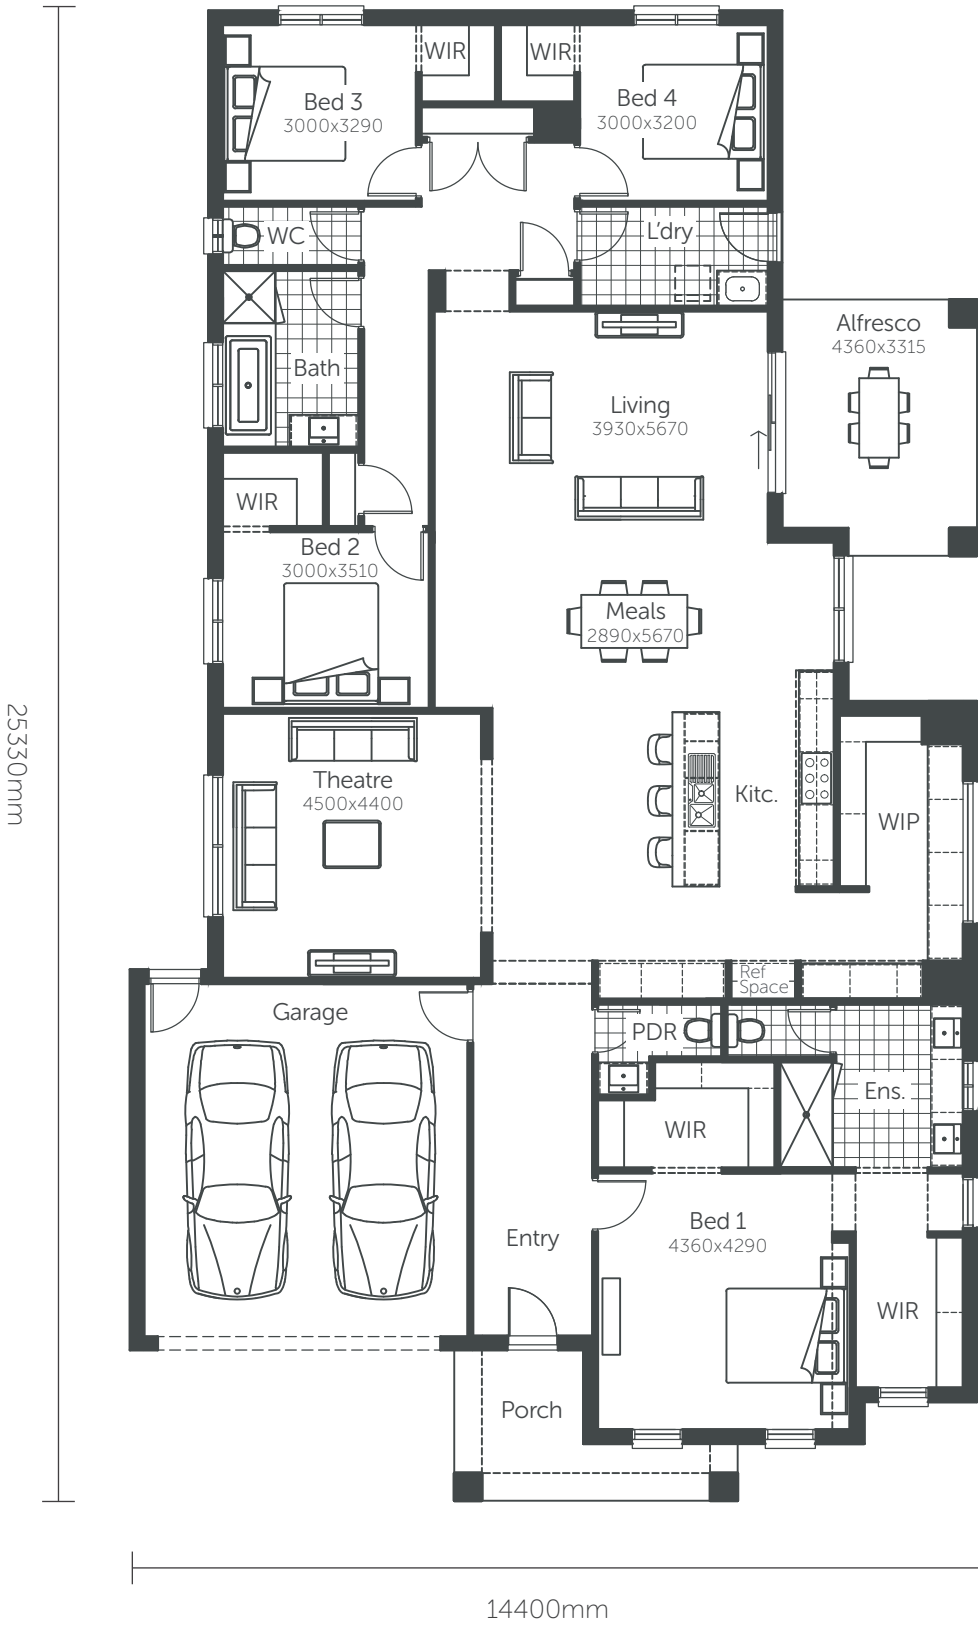 WIR
WIR
Bed 3
3000x3290
Bed 4
3000x3200
WC
L'dry
Alfresco
4360x3315
Bath
Living
3930x5670
WIR
Bed 2
3000x3510
Meals
2890x5670
25330mm
Theatre
4500x4400
Kitc.
WIP
Ref
Space
Garage
PDR
Ens.
WIR
Entry
Bed 1
4360x4290
WIR
Porch
14400mm